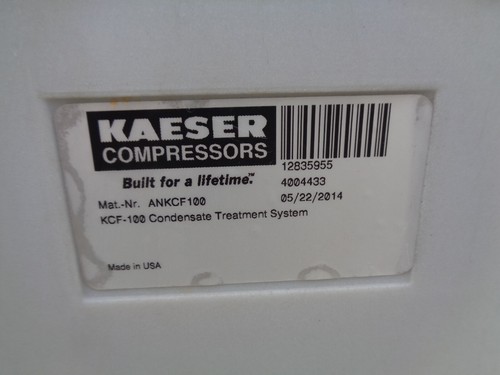 KAESER
COMPRESSORS
Built for a lifetime.™
12835955
4004433
Mat.-Nr. ANKCF100
05/22/2014
KCF-100 Condensate Treatment System
Made in USA